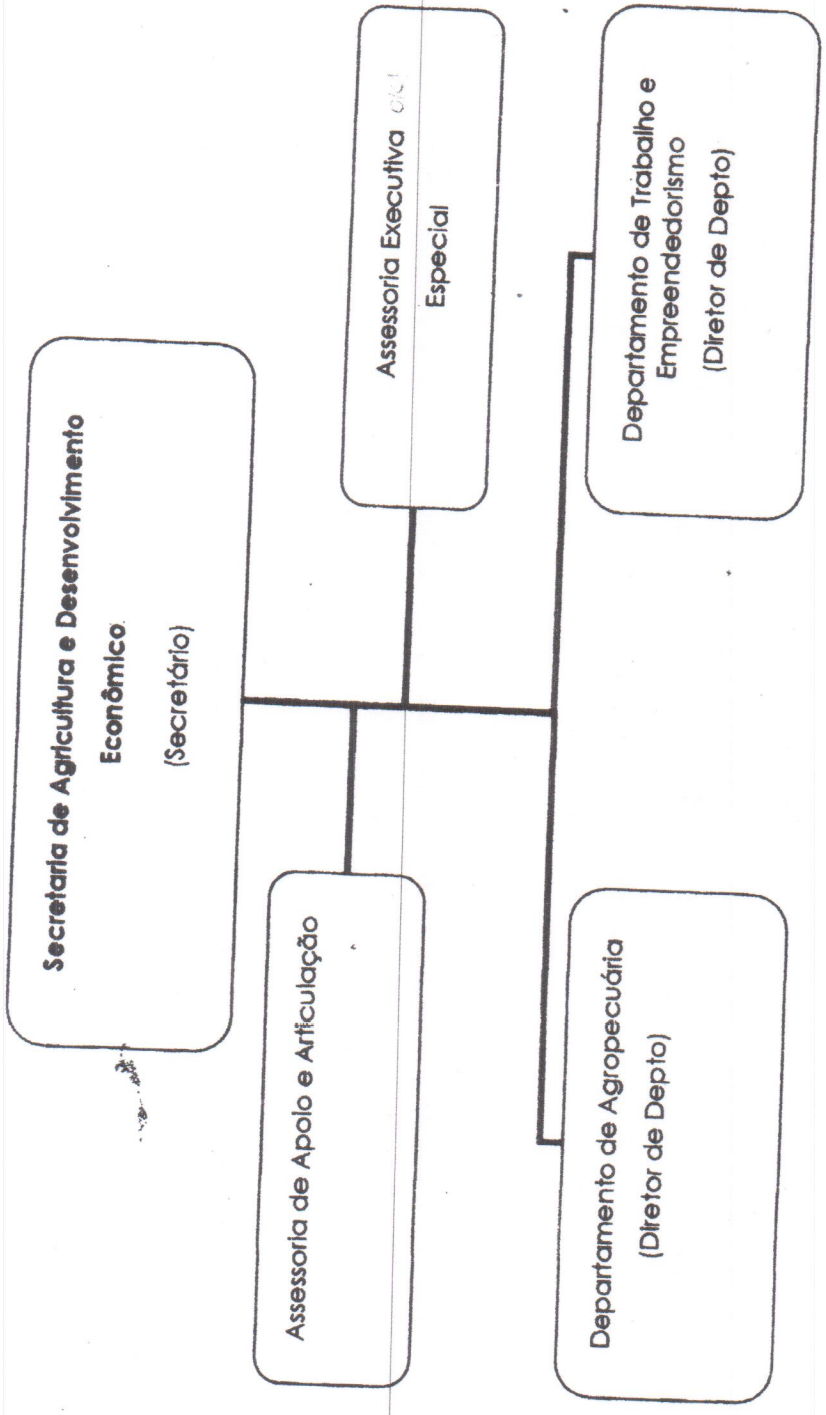 Secretaria de Agricultura e Desenvolvimento
Econômico
(Secretário)
Assessoria de Apoio e Articulação
Assessoria Executiva
Especial
Departamento de Agropecuária
(Diretor de Depto)
Departamento de Trabalho e
Empreendedorismo
(Diretor de Depto)